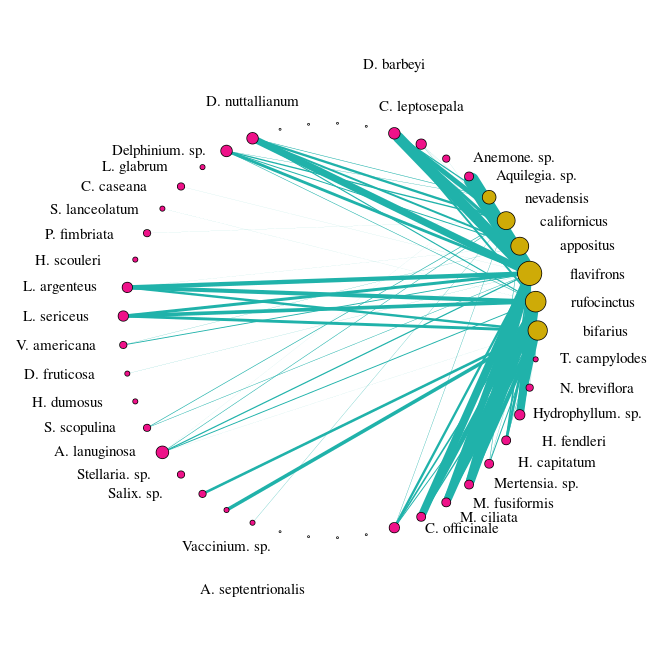 D. barbeyi
D. nuttallianum
C. leptosepala
Delphinium. sp.
Anemone. sp.
L. glabrum
Aquilegia. sp.
C. caseana
nevadensis
S. lanceolatum
californicus
P. fimbriata
appositus
H. scouleri
flavifrons
L. argenteus
rufocinctus
L. sericeus
bifarius
V. americana
T. campylodes
D. fruticosa
N. breviflora
H. dumosus
Hydrophyllum. sp.
S. scopulina
H. fendleri
A. lanuginosa
H. capitatum
Stellaria. sp.
Mertensia. sp.
Salix. sp.
M. fusiformis
M. ciliata
C. officinale
Vaccinium. sp.
A. septentrionalis